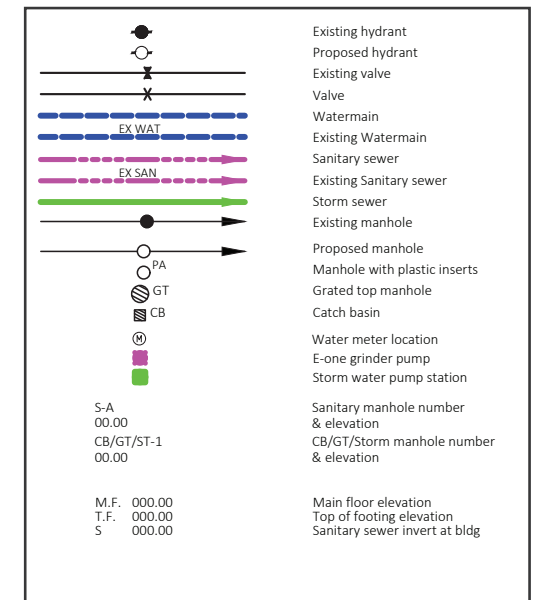 Existing hydrant
Proposed hydrant
Existing valve
Valve
Watermain
EX WAT Existing Watermain
Sanitary sewer
EX SAN Existing Sanitary sewer
Storm sewer
Existing manhole
Proposed manhole
PA Manhole with plastic inserts
GT Grated top manhole
CB Catch basin
M Water meter location
E-one grinder pump
Storm water pump station
S-A Sanitary manhole number
00.00 & elevation
CB/GT/ST-1 CB/GT/Storm manhole number
00.00 & elevation
M.F. 000.00 Main floor elevation
T.F. 000.00 Top of footing elevation
S 000.00 Sanitary sewer invert at bldg